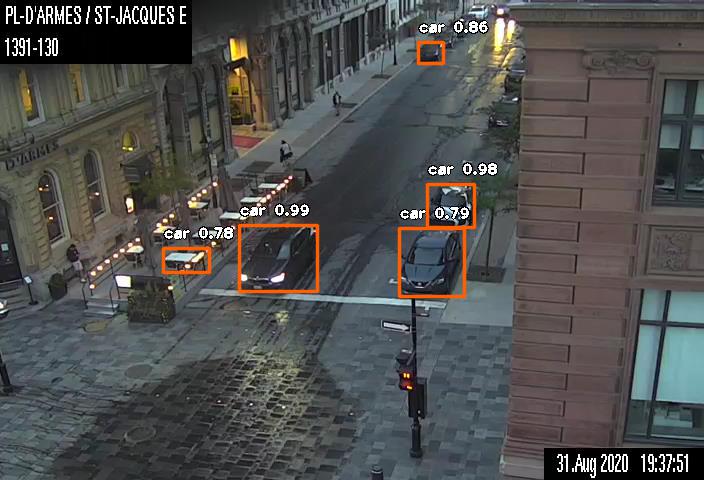 PL-D'ARMES / ST-JACQUES E
1391-130
car 0.86
car 0.98
car 0.99
car 0.79
car 0.78
D'ARMES
31.Aug 2020 19:37:51